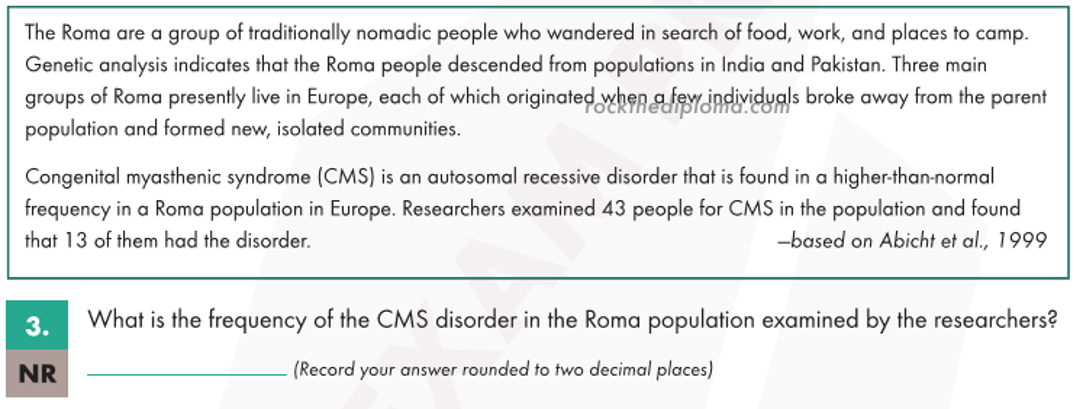 The Roma are a group of traditionally nomadic people who wandered in search of food, work, and places to camp.
Genetic analysis indicates that the Roma people descended from populations in India and Pakistan. Three main
groups of Roma presently live in Europe, each of which originated when a few individuals broke away from the parent
rockthediploma.com
population and formed new, isolated communities.
Congenital myasthenic syndrome (CMS) is an autosomal recessive disorder that is found in a higher-than-normal
frequency in a Roma population in Europe. Researchers examined 43 people for CMS in the population and found
that 13 of them had the disorder. —based on Abicht et al., 1999
3. What is the frequency of the CMS disorder in the Roma population examined by the researchers?
NR (Record your answer rounded to two decimal places)
EXAM